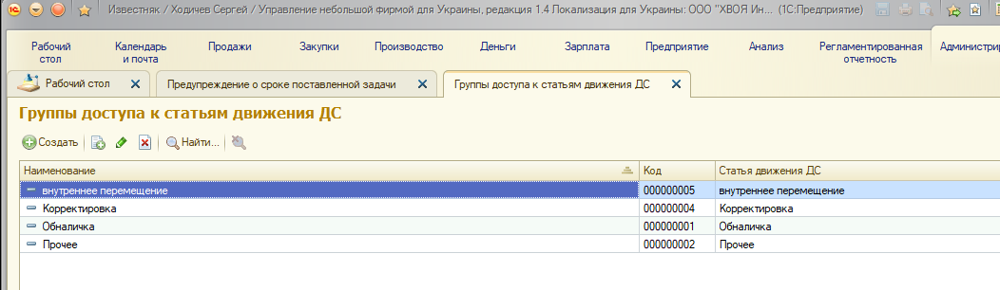 Известняк / Ходичев Сергей / Управление небольшой фирмой для Украины, редакция 1.4 Локализация для Украины: ООО "ХВОЯ Ин... (1С:Предприятие)
Рабочий стол
Календарь и почта
Продажи
Закупки
Производство
Деньги
Зарплата
Предприятие
Анализ
Регламентированная отчетность
Администрир
Рабочий стол
Предупреждение о сроке поставленной задачи
Группы доступа к статьям движения ДС
Группы доступа к статьям движения ДС
Создать
Найти...
Наименование Код Статья движения ДС
внутреннее перемещение 000000005 внутреннее перемещение
Корректировка 000000004 Корректировка
Обналичка 000000001 Обналичка
Прочее 000000002 Прочее